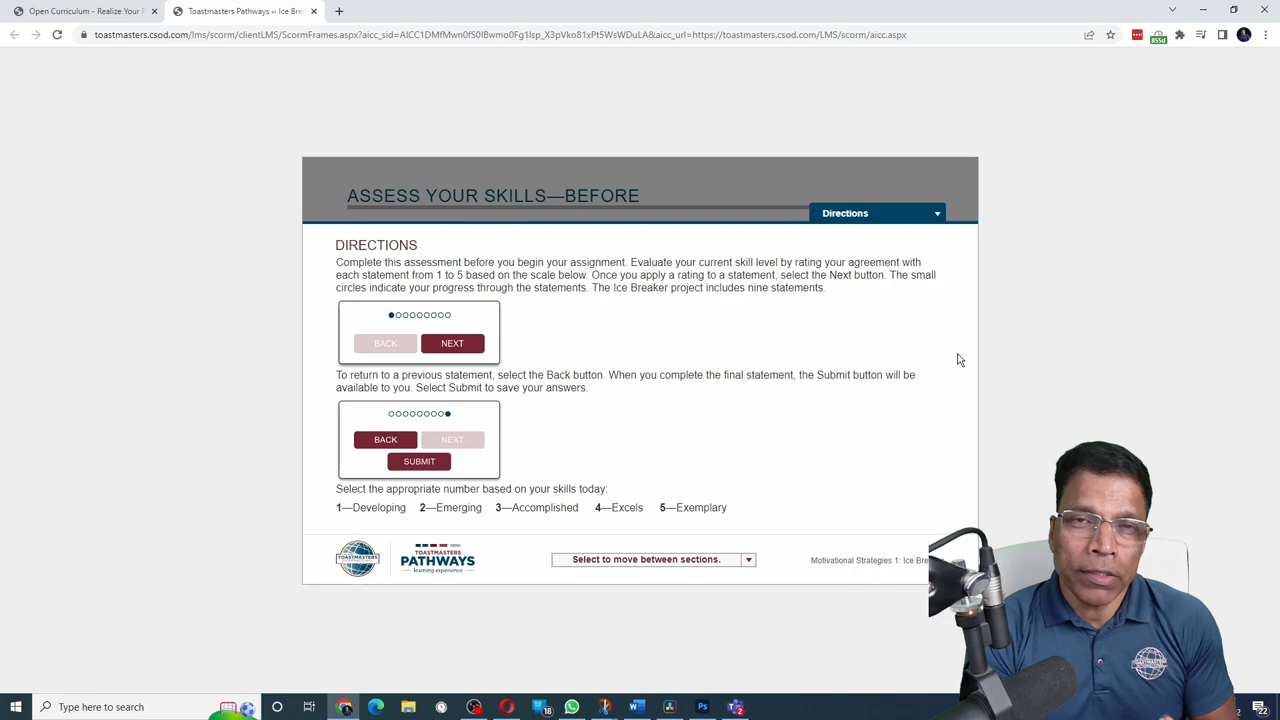 Open Curriculum - Realize Your P
Toastmasters Pathways ›› Ice Bre
toastmasters.csod.com/lms/scorm/clientLMS/ScormFrames.aspx?aicc_sid=AICC1DMfMwn0fS0IBwmo0Fg1lsp_X3pVko81xPt5WsWDuLA&aicc_url=https://toastmasters.csod.com/LMS/scorm/aicc.aspx
855d
ASSESS YOUR SKILLS—BEFORE
Directions
DIRECTIONS
Complete this assessment before you begin your assignment. Evaluate your current skill level by rating your agreement with
each statement from 1 to 5 based on the scale below. Once you apply a rating to a statement, select the Next button. The small
circles indicate your progress through the statements. The Ice Breaker project includes nine statements.
BACK NEXT
To return to a previous statement, select the Back button. When you complete the final statement, the Submit button will be
available to you. Select Submit to save your answers.
BACK NEXT
SUBMIT
Select the appropriate number based on your skills today:
1—Developing 2—Emerging 3—Accomplished 4—Excels 5—Exemplary
TOASTMASTERS
INTERNATIONAL
TOASTMASTERS
PATHWAYS
learning experience
Select to move between sections.
Motivational Strategies 1: Ice Bre
TOASTMASTERS
Type here to search
18
2
2